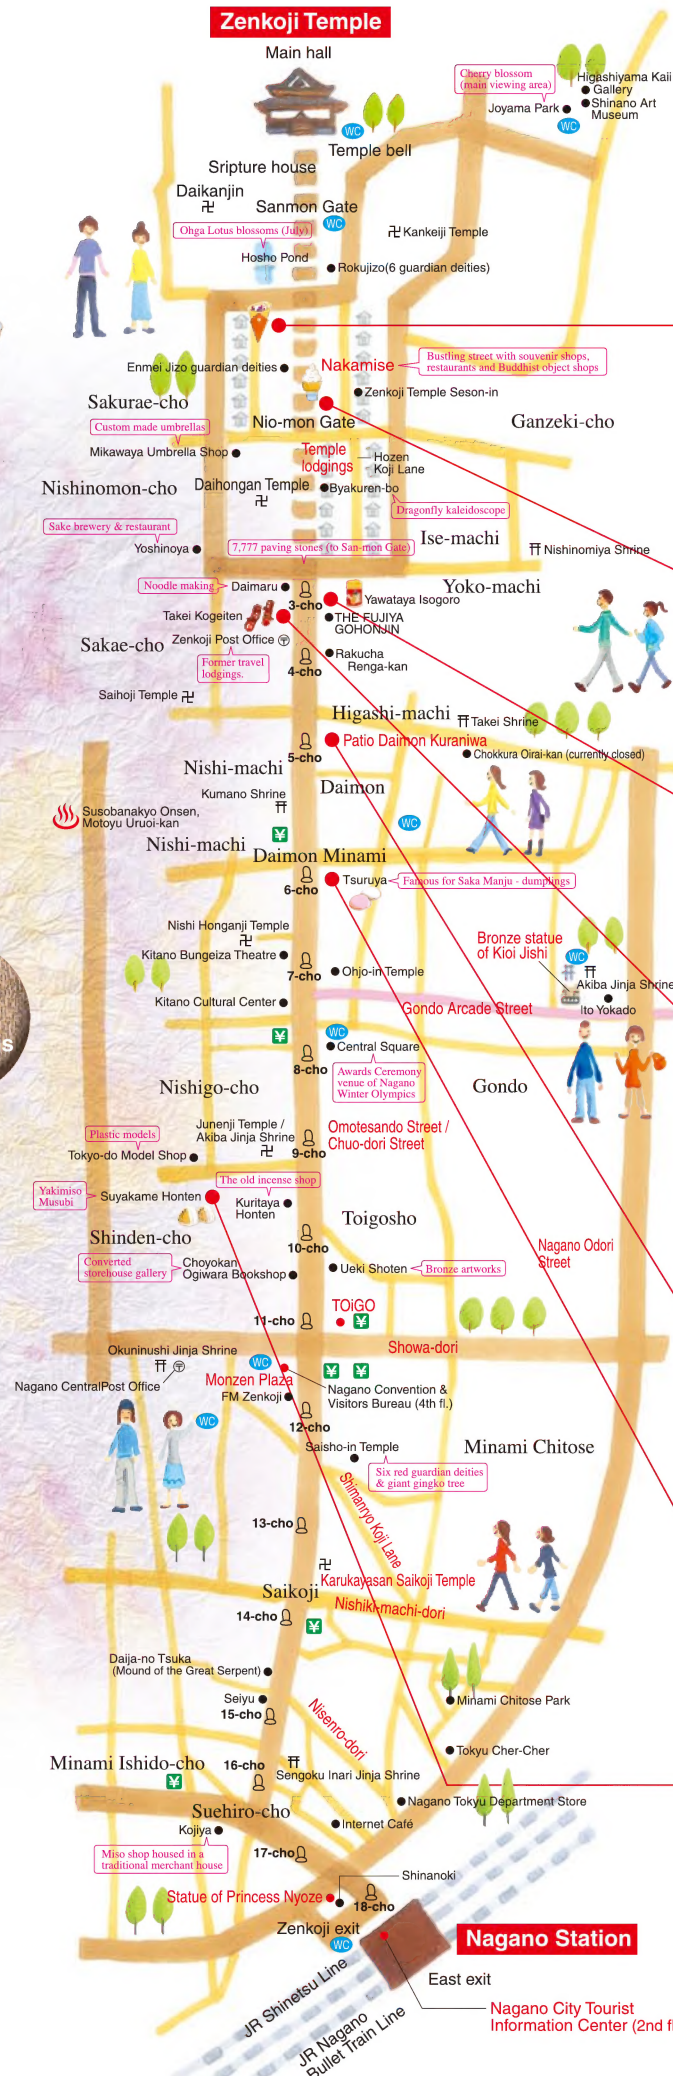 Zenkoji Temple
Main hall
Cherry blossom
(main viewing area)
Higashiyama Kaii
Gallery
Joyama Park
Shinano Art
Museum
WC
WC
Temple bell
Sripture house
Daikanjin
卍
Sanmon Gate
WC
Ohga Lotus blossoms (July)
卍 Kankeiji Temple
Hosho Pond
Rokujizo(6 guardian deities)
Enmei Jizo guardian deities
Nakamise
Bustling street with souvenir shops,
restaurants and Buddhist object shops
Zenkoji Temple Seson-in
Sakurae-cho
Nio-mon Gate
Ganzeki-cho
Custom made umbrellas
Mikawaya Umbrella Shop
Temple
lodgings
Hozen
Koji Lane
Nishinomon-cho
Daihongan Temple
卍
Byakuren-bo
Dragonfly kaleidoscope
Sake brewery & restaurant
Yoshinoya
7,777 paving stones (to San-mon Gate)
Ise-machi
Nishinomiya Shrine
Noodle making
Daimaru
3-cho
Yoko-machi
Yawataya Isogoro
Takei Kogeiten
THE FUJIYA
GOHONJIN
Sakae-cho
Zenkoji Post Office
Former travel
lodgings.
4-cho
Rakucha
Renga-kan
Saihoji Temple 卍
Higashi-machi
Takei Shrine
5-cho
Patio Daimon Kuraniwa
Chokkura Oirai-kan (currently closed)
Nishi-machi
Daimon
Kumano Shrine
Susobanakyo Onsen,
Motoyu Uruoi-kan
WC
¥
Nishi-machi
Daimon Minami
6-cho
Tsuruya
Famous for Saka Manju - dumplings
Nishi Honganji Temple
卍
Kitano Bungeiza Theatre
7-cho
Ohjo-in Temple
Bronze statue
of Kioi Jishi
WC
Akiba Jinja Shrine
Ito Yokado
Kitano Cultural Center
Gondo Arcade Street
s
¥
WC
Central Square
8-cho
Awards Ceremony
venue of Nagano
Winter Olympics
Nishigo-cho
Gondo
Junenji Temple /
Akiba Jinja Shrine
卍
9-cho
Omotesando Street /
Chuo-dori Street
Plastic models
Tokyo-do Model Shop
The old incense shop
Yakimiso
Musubi
Suyakame Honten
Kuritaya
Honten
Toigosho
Shinden-cho
10-cho
Nagano Odori
Street
Converted
storehouse gallery
Choyokan
Ogiwara Bookshop
Ueki Shoten
Bronze artworks
TOiGO
11-cho
¥
Showa-dori
Okuninushi Jinja Shrine
WC
¥
¥
Monzen Plaza
Nagano CentralPost Office
Nagano Convention &
Visitors Bureau (4th fl.)
FM Zenkoji
WC
12-cho
Saisho-in Temple
Minami Chitose
Six red guardian deities
& giant gingko tree
Shimanryo Koji Lane
13-cho
卍
Karukayasan Saikoji Temple
Saikoji
Nishiki-machi-dori
14-cho
¥
Daija-no Tsuka
(Mound of the Great Serpent)
Seiyu
15-cho
Nisenro-dori
Minami Chitose Park
Tokyu Cher-Cher
Minami Ishido-cho
16-cho
¥
Sengoku Inari Jinja Shrine
Suehiro-cho
Nagano Tokyu Department Store
Kojiya
Internet Café
Miso shop housed in a
traditional merchant house
17-cho
Shinanoki
Statue of Princess Nyoze
18-cho
Zenkoji exit
WC
Nagano Station
East exit
JR Shinetsu Line
JR Nagano
Bullet Train Line
Nagano City Tourist
Information Center (2nd fl